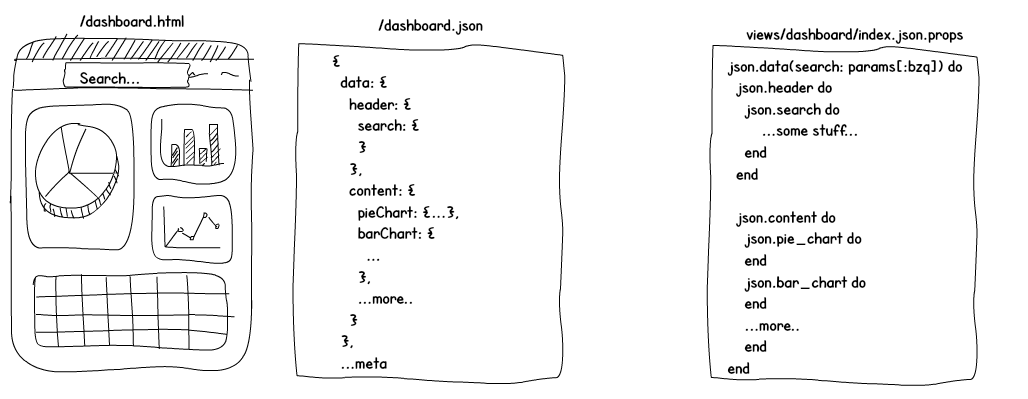 /dashboard.html
Search...
/dashboard.json
{
data: {
header: {
search: {
}
},
content: {
pieChart: {...},
barChart: {
...
},
...more..
}
},
...meta
views/dashboard/index.json.props
json.data(search: params[:bzq]) do
json.header do
json.search do
...some stuff...
end
end
json.content do
json.pie_chart do
end
json.bar_chart do
end
...more..
end
end